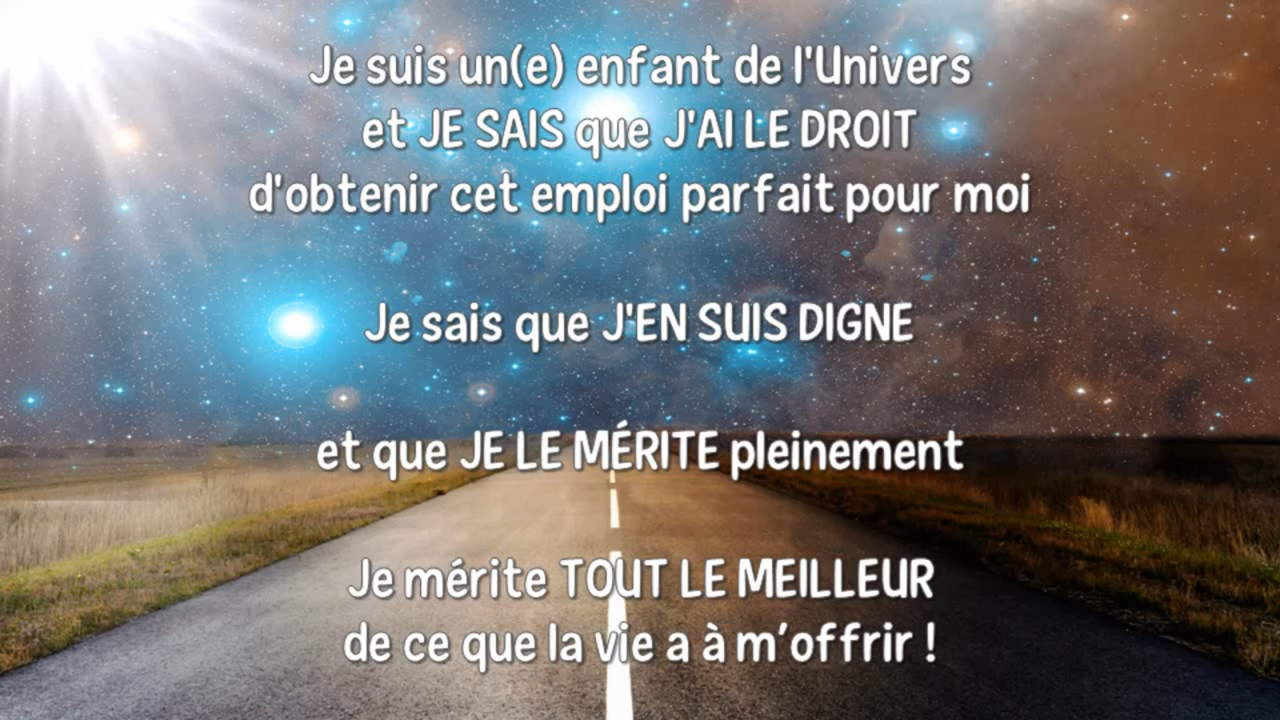 Je suis un(e) enfant de l'Univers
et JE SAIS que J'AI LE DROIT
d'obtenir cet emploi parfait pour moi
Je sais que J'EN SUIS DIGNE
et que JE LE MÉRITE pleinement
Je mérite TOUT LE MEILLEUR
de ce que la vie a à m’offrir !